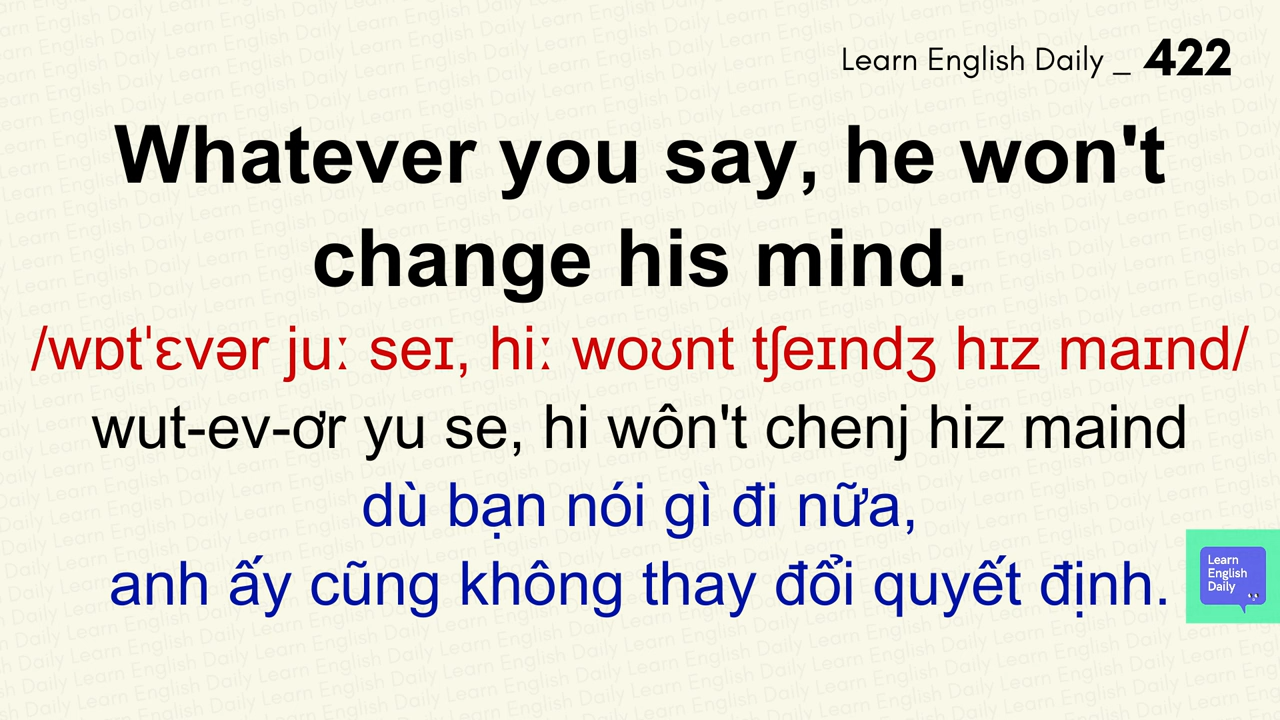 Learn English Daily _ 422
Whatever you say, he won't
change his mind.
/wɒtˈɛvər juː seɪ, hiː woʊnt ʧeɪndʒ hɪz maɪnd/
wut-ev-ơr yu se, hi wôn't chenj hiz maind
dù bạn nói gì đi nữa,
anh ấy cũng không thay đổi quyết định.
Learn
English
Daily